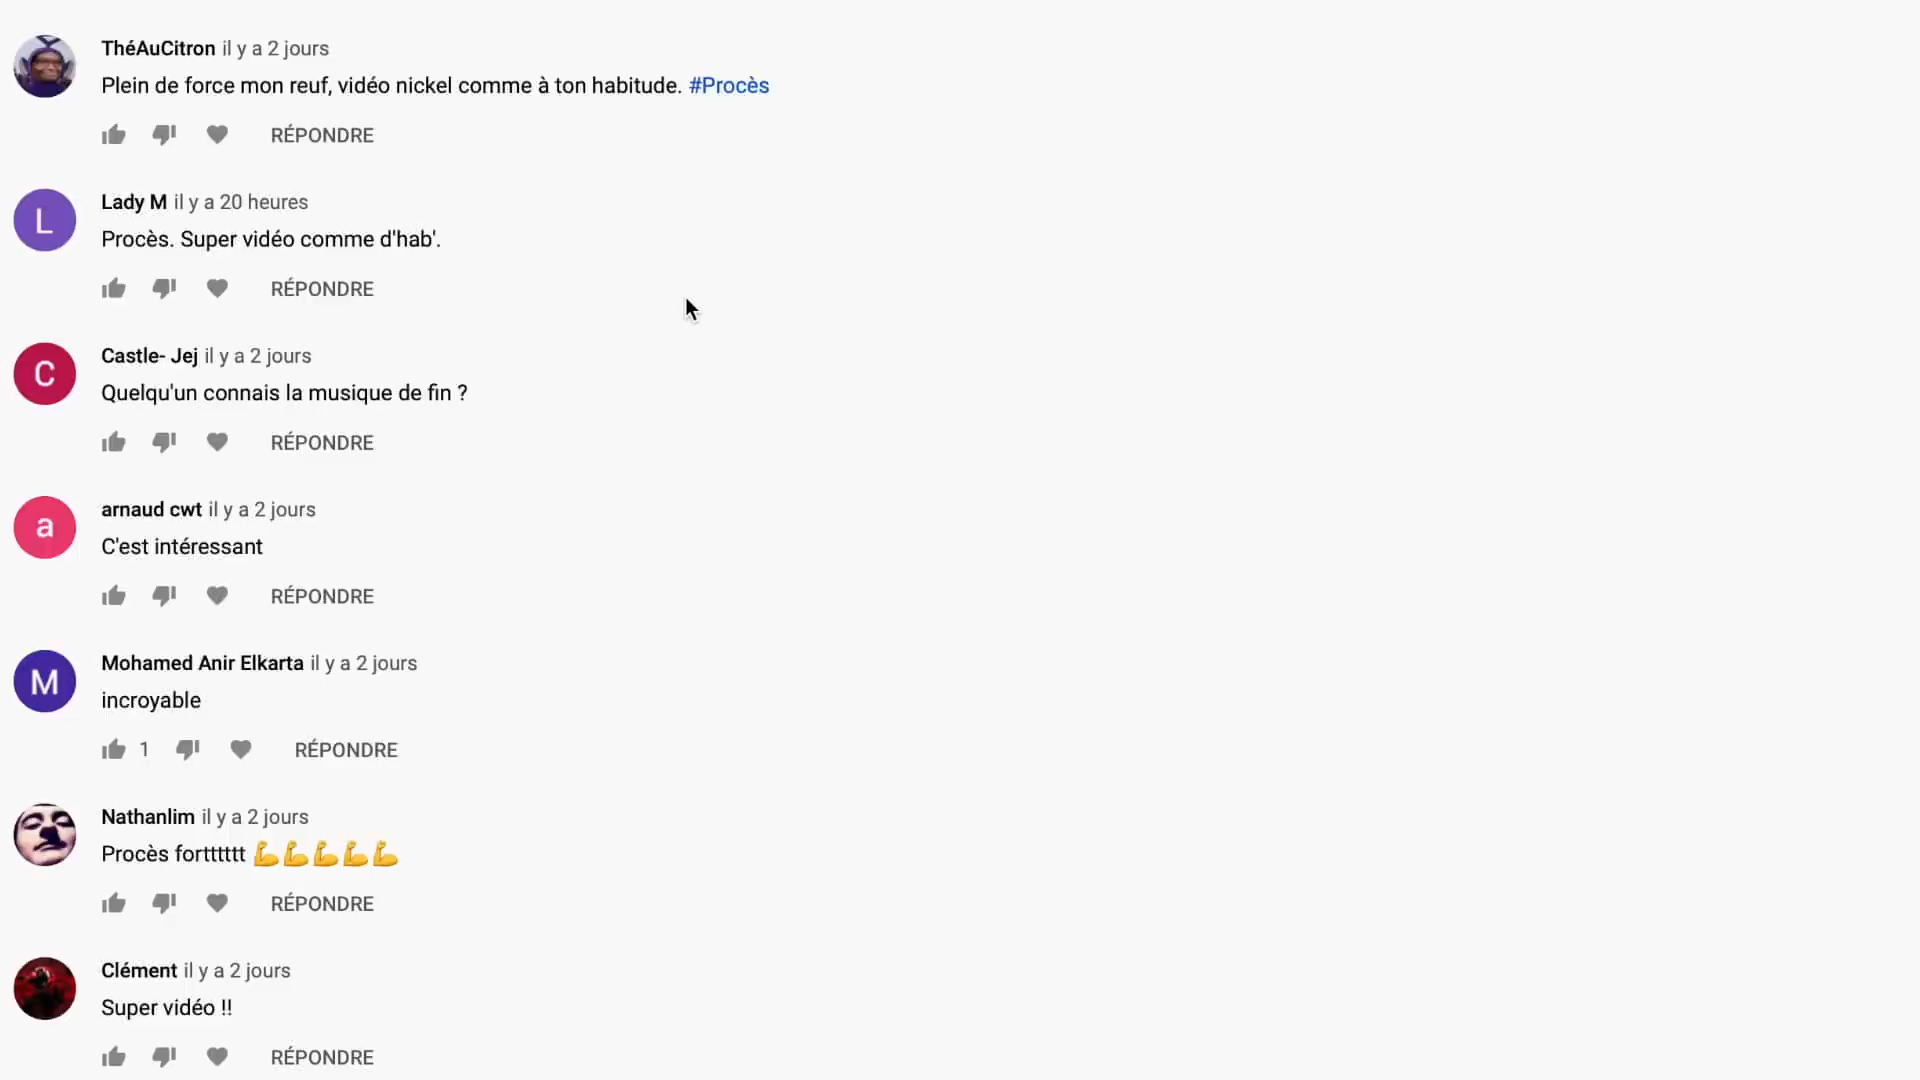 ThéAuCitron il y a 2 jours
Plein de force mon reuf, vidéo nickel comme à ton habitude. #Procès
RÉPONDRE
L
Lady M il y a 20 heures
Procès. Super vidéo comme d'hab'.
RÉPONDRE
C
Castle- Jej il y a 2 jours
Quelqu'un connais la musique de fin ?
RÉPONDRE
a
arnaud cwt il y a 2 jours
C'est intéressant
RÉPONDRE
M
Mohamed Anir Elkarta il y a 2 jours
incroyable
1 RÉPONDRE
Nathanlim il y a 2 jours
Procès fortttttt 💪💪💪💪💪
RÉPONDRE
Clément il y a 2 jours
Super vidéo !!
RÉPONDRE